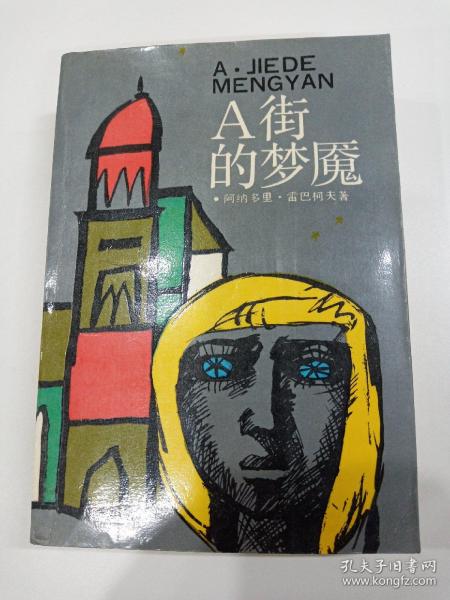 A·JIEDE
MENGYAN
A街
的梦魇
·阿纳多里·雷巴柯夫著
孔夫子旧书网
www.kongfz.com